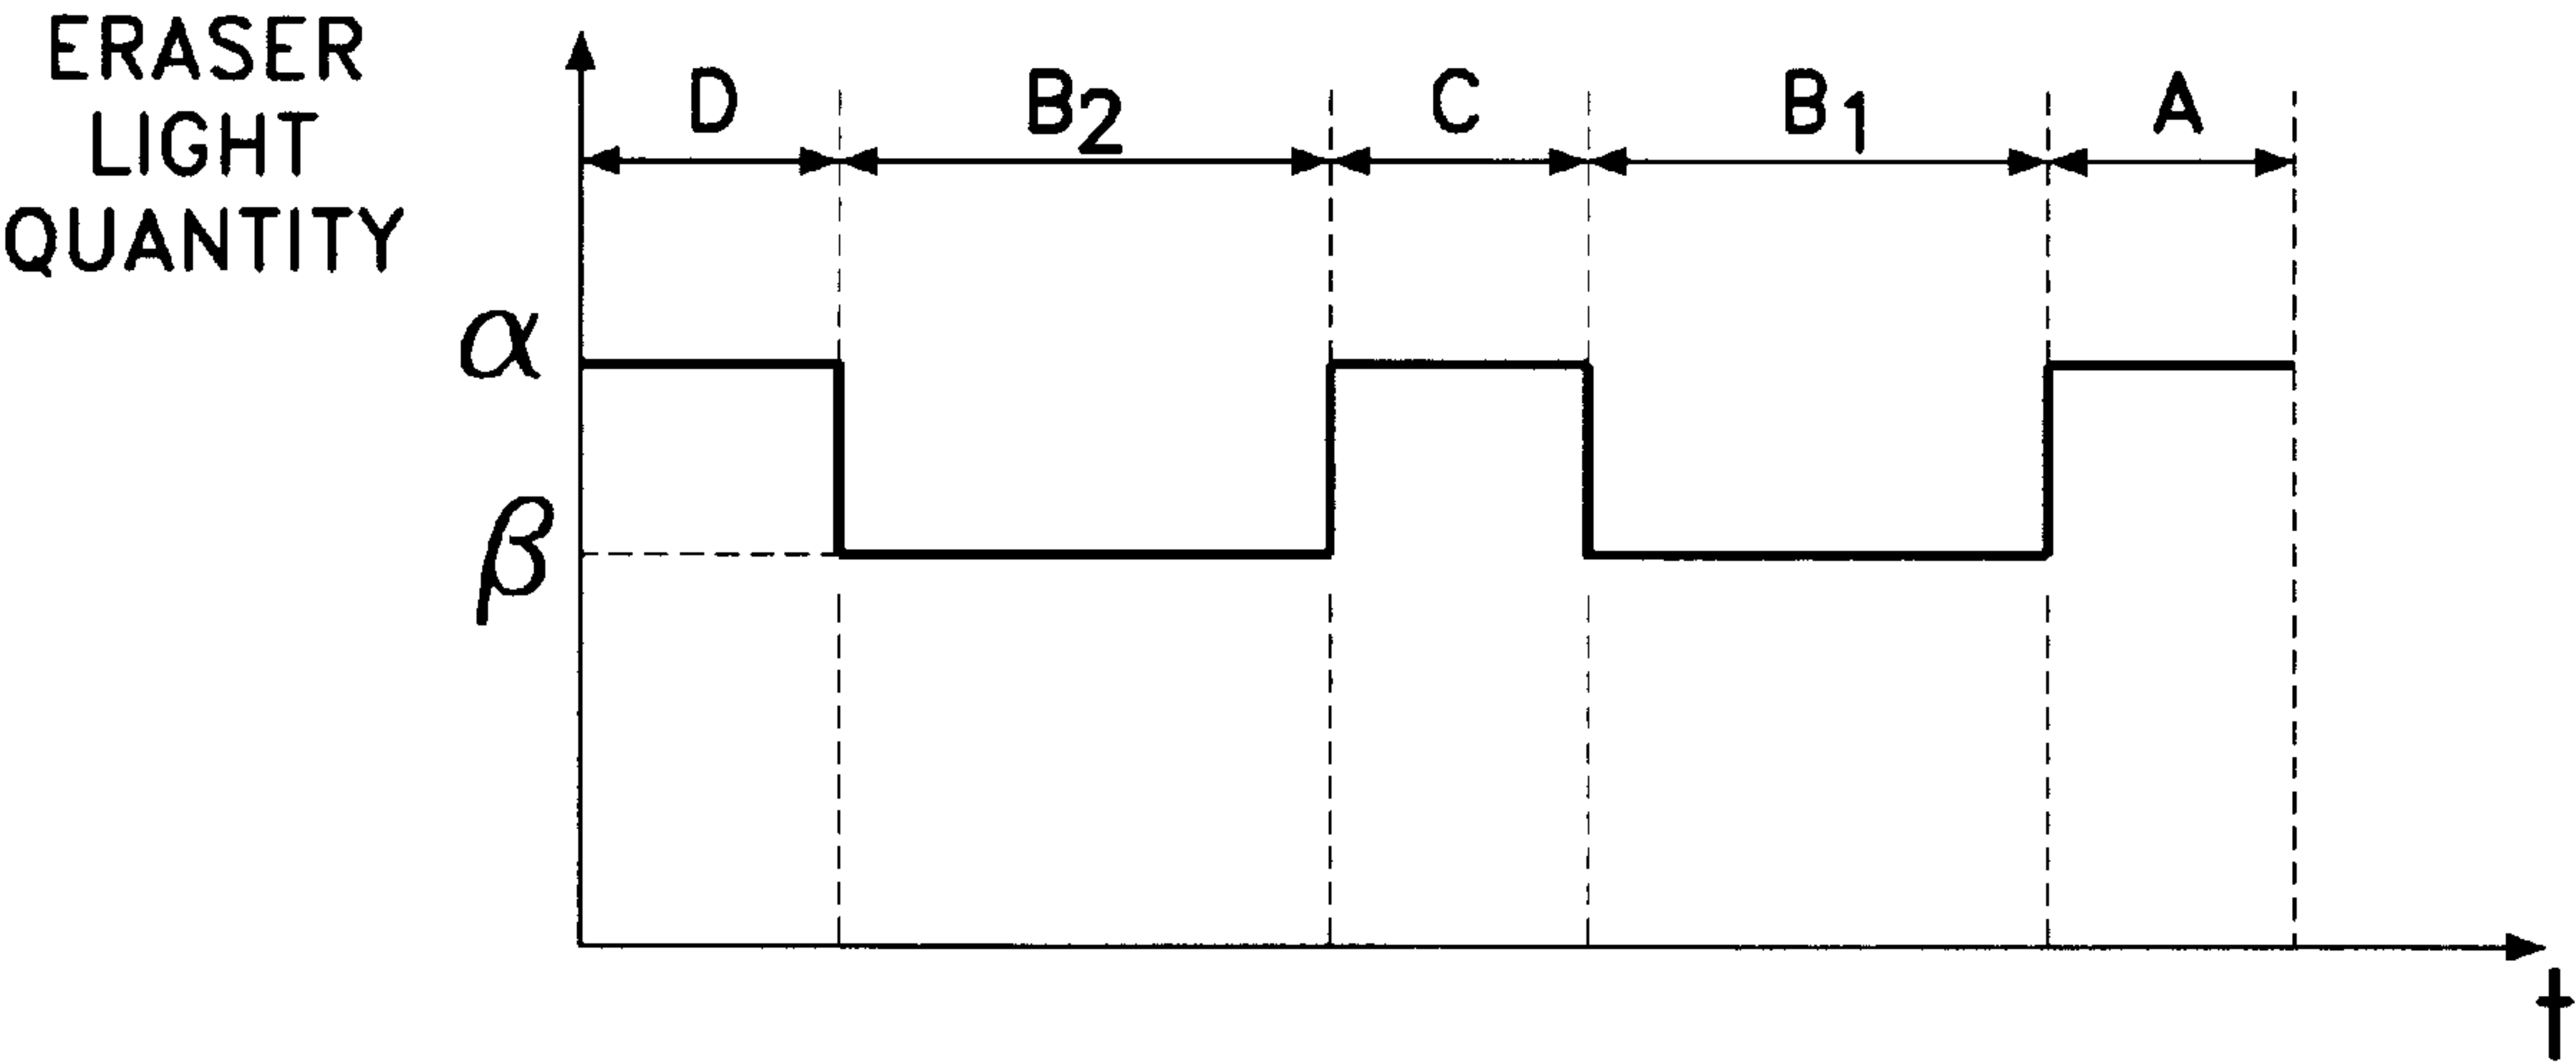 ERASER
LIGHT
QUANTITY
D B2 C B1 A
α
β
t